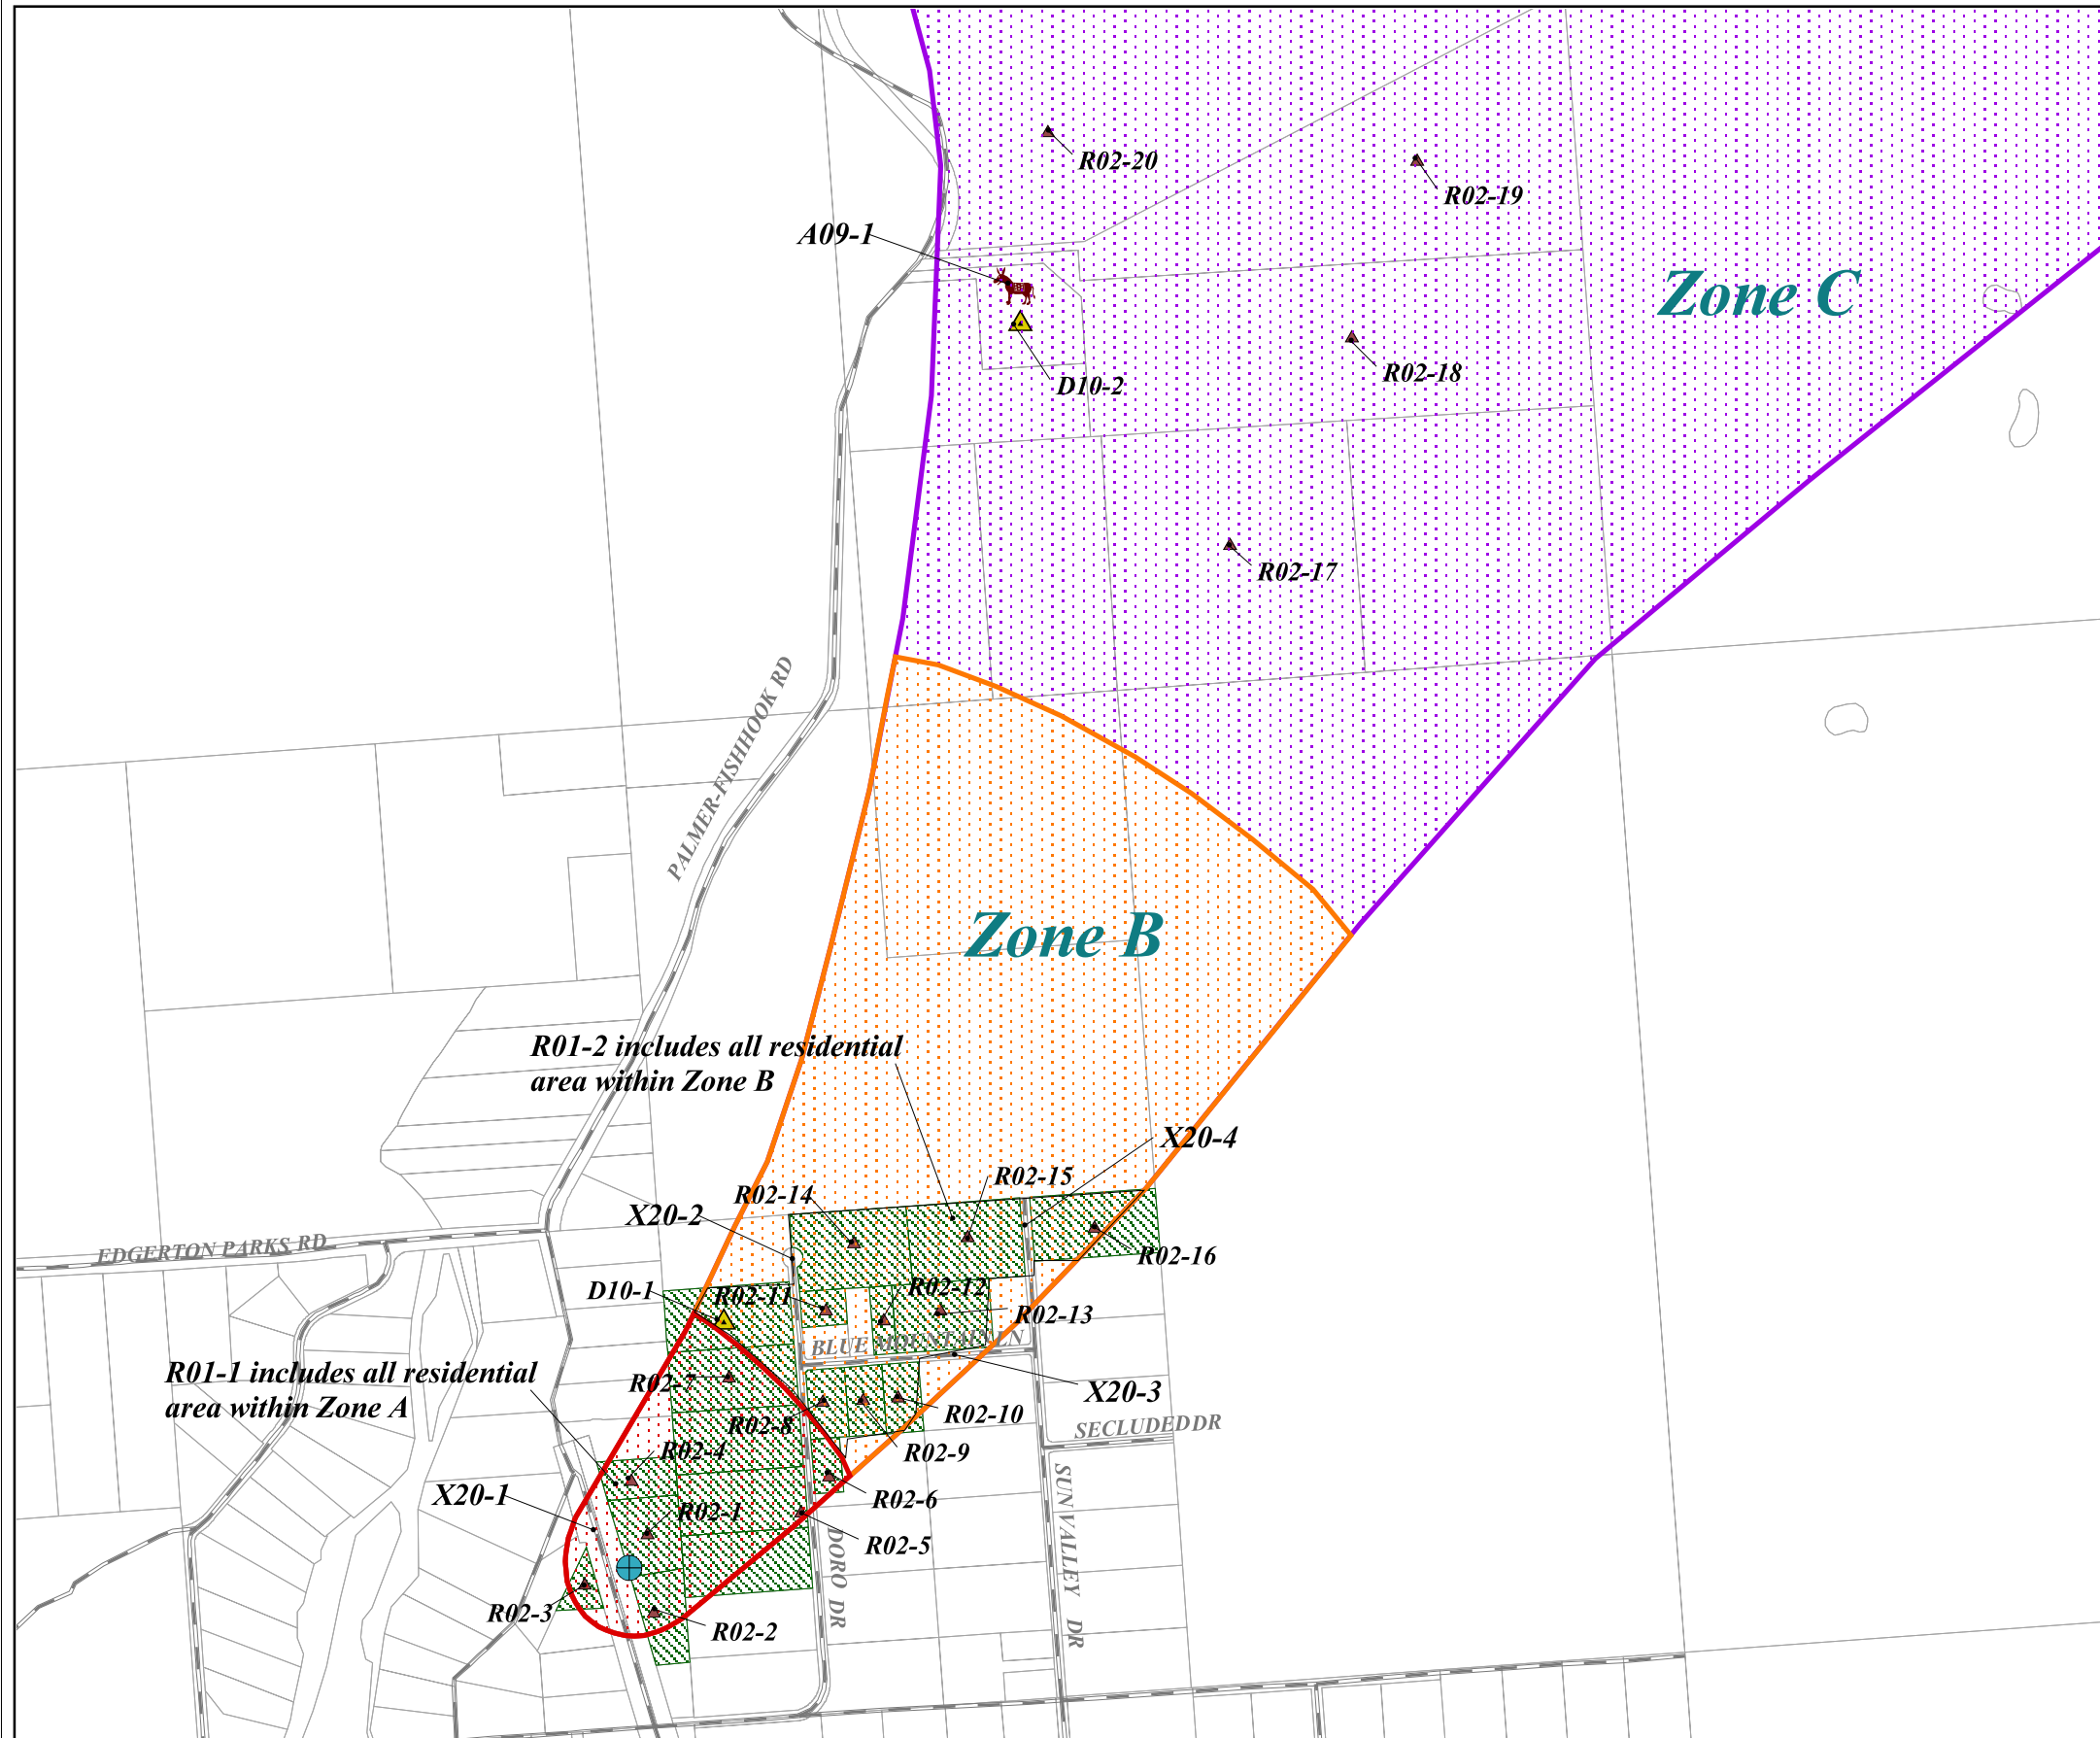 R02-20
R02-19
A09-1
Zone C
R02-18
D10-2
R02-17
PALMER-FISHHOOK RD
Zone B
R01-2 includes all residential
area within Zone B
X20-4
R02-15
R02-14
X20-2
EDGERTON PARKS RD
R02-16
D10-1
R02-11
R02-12
R02-13
BLUE MOUNTAIN LN
R01-1 includes all residential
area within Zone A
R02-7
X20-3
R02-10
R02-8
SECLUDED DR
R02-9
R02-4
X20-1
R02-6
R02-1
R02-5
SUN VALLEY DR
DORO DR
R02-3
R02-2